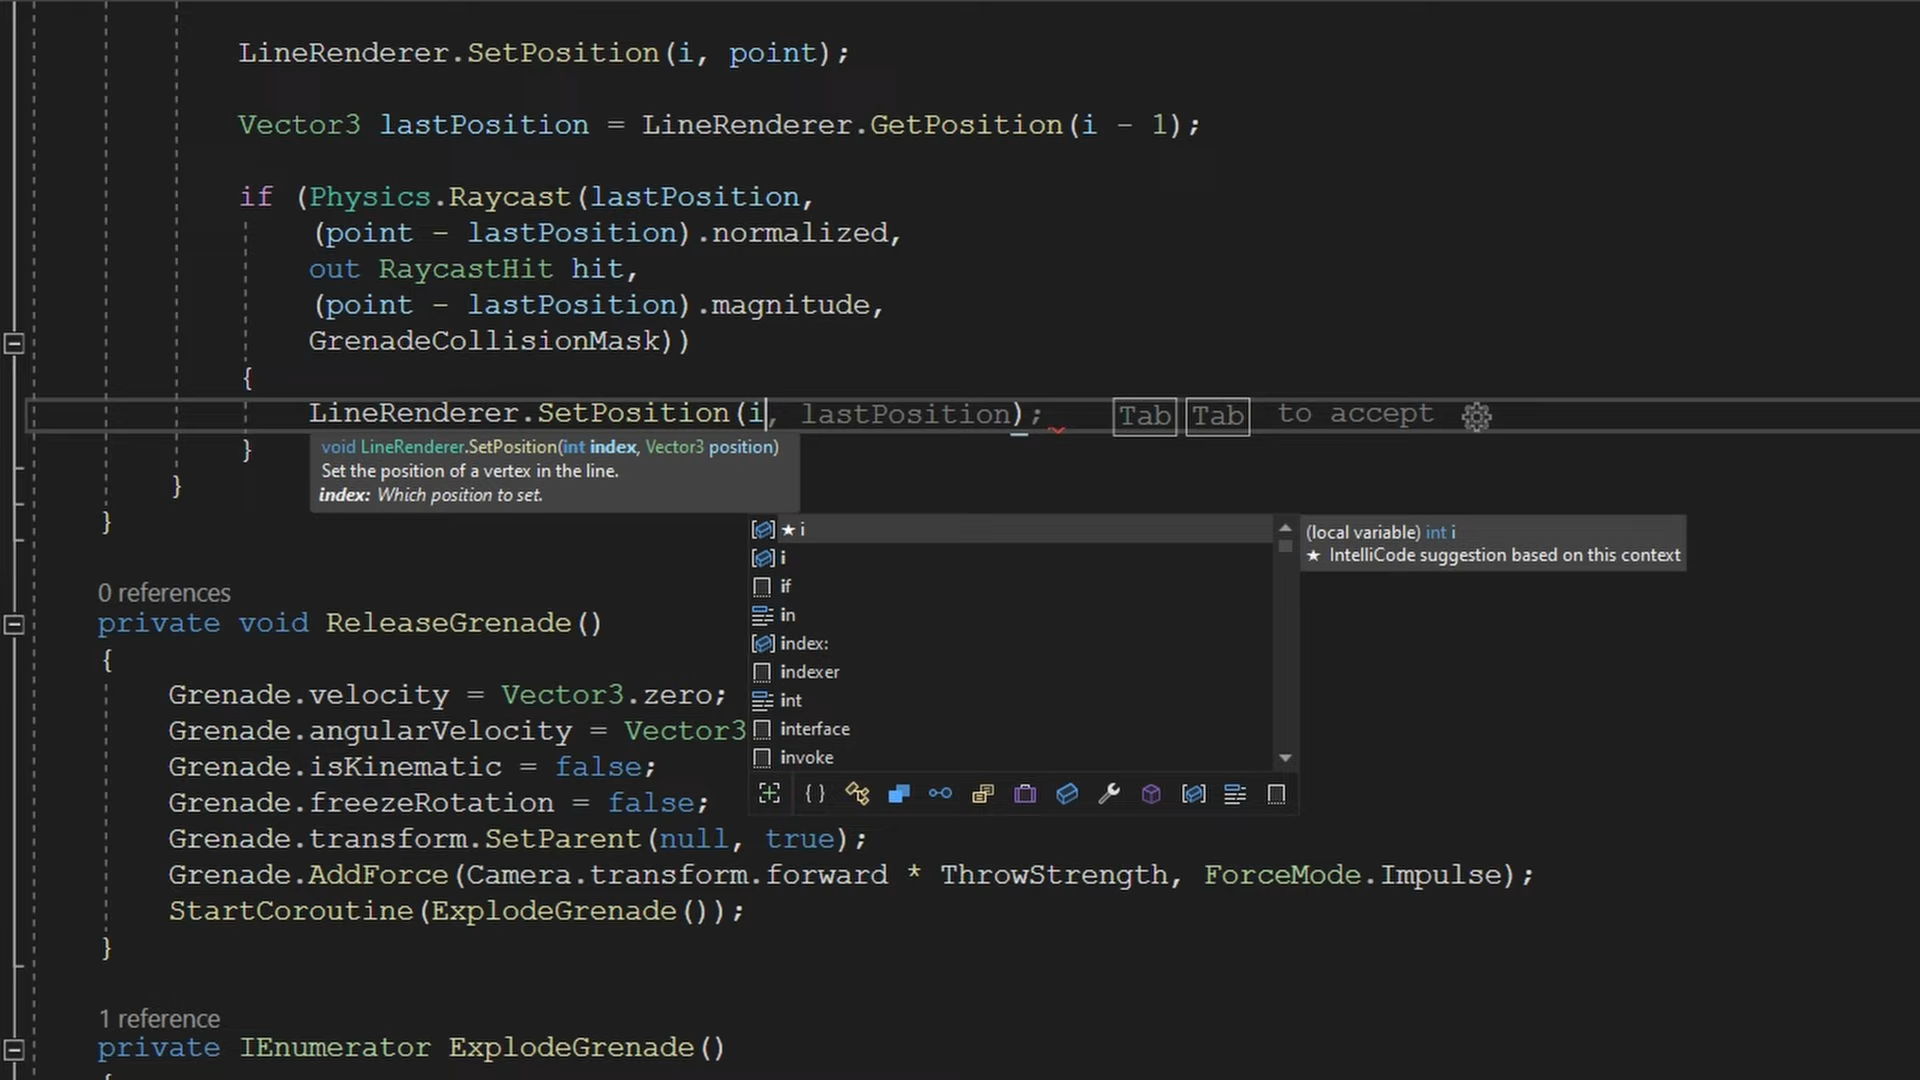 LineRenderer.SetPosition(i, point);
Vector3 lastPosition = LineRenderer.GetPosition(i - 1);
if (Physics.Raycast(lastPosition,
(point - lastPosition).normalized,
out RaycastHit hit,
(point - lastPosition).magnitude,
GrenadeCollisionMask))
{
LineRenderer.SetPosition(i, lastPosition); Tab Tab to accept
}
void LineRenderer.SetPosition(int index, Vector3 position)
Set the position of a vertex in the line.
index: Which position to set.
}
}
★ i
i
if
in
index:
indexer
int
interface
invoke
(local variable) int i
★ IntelliCode suggestion based on this context
0 references
private void ReleaseGrenade()
{
Grenade.velocity = Vector3.zero;
Grenade.angularVelocity = Vector3
Grenade.isKinematic = false;
Grenade.freezeRotation = false;
Grenade.transform.SetParent(null, true);
Grenade.AddForce(Camera.transform.forward * ThrowStrength, ForceMode.Impulse);
StartCoroutine(ExplodeGrenade());
}
1 reference
private IEnumerator ExplodeGrenade()
{